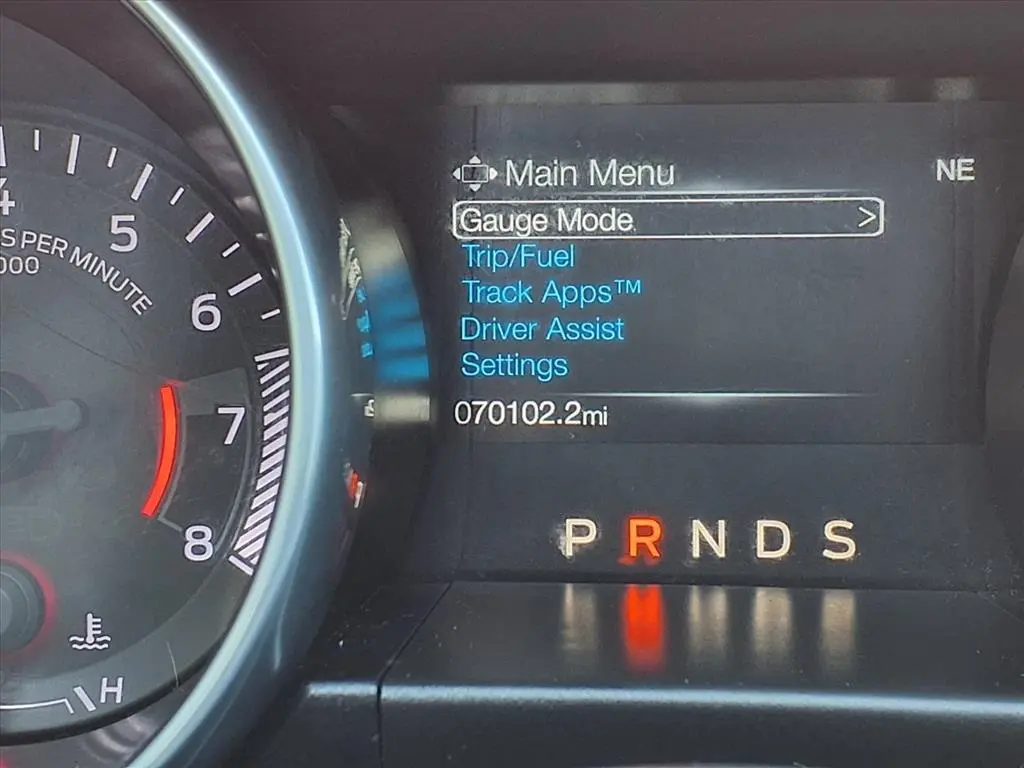 Main Menu
NE
Gauge Mode >
Trip/Fuel
Track Apps™
Driver Assist
Settings
070102.2mi
P R N D S
4
5
6
7
8
S PER MINUTE
000
H